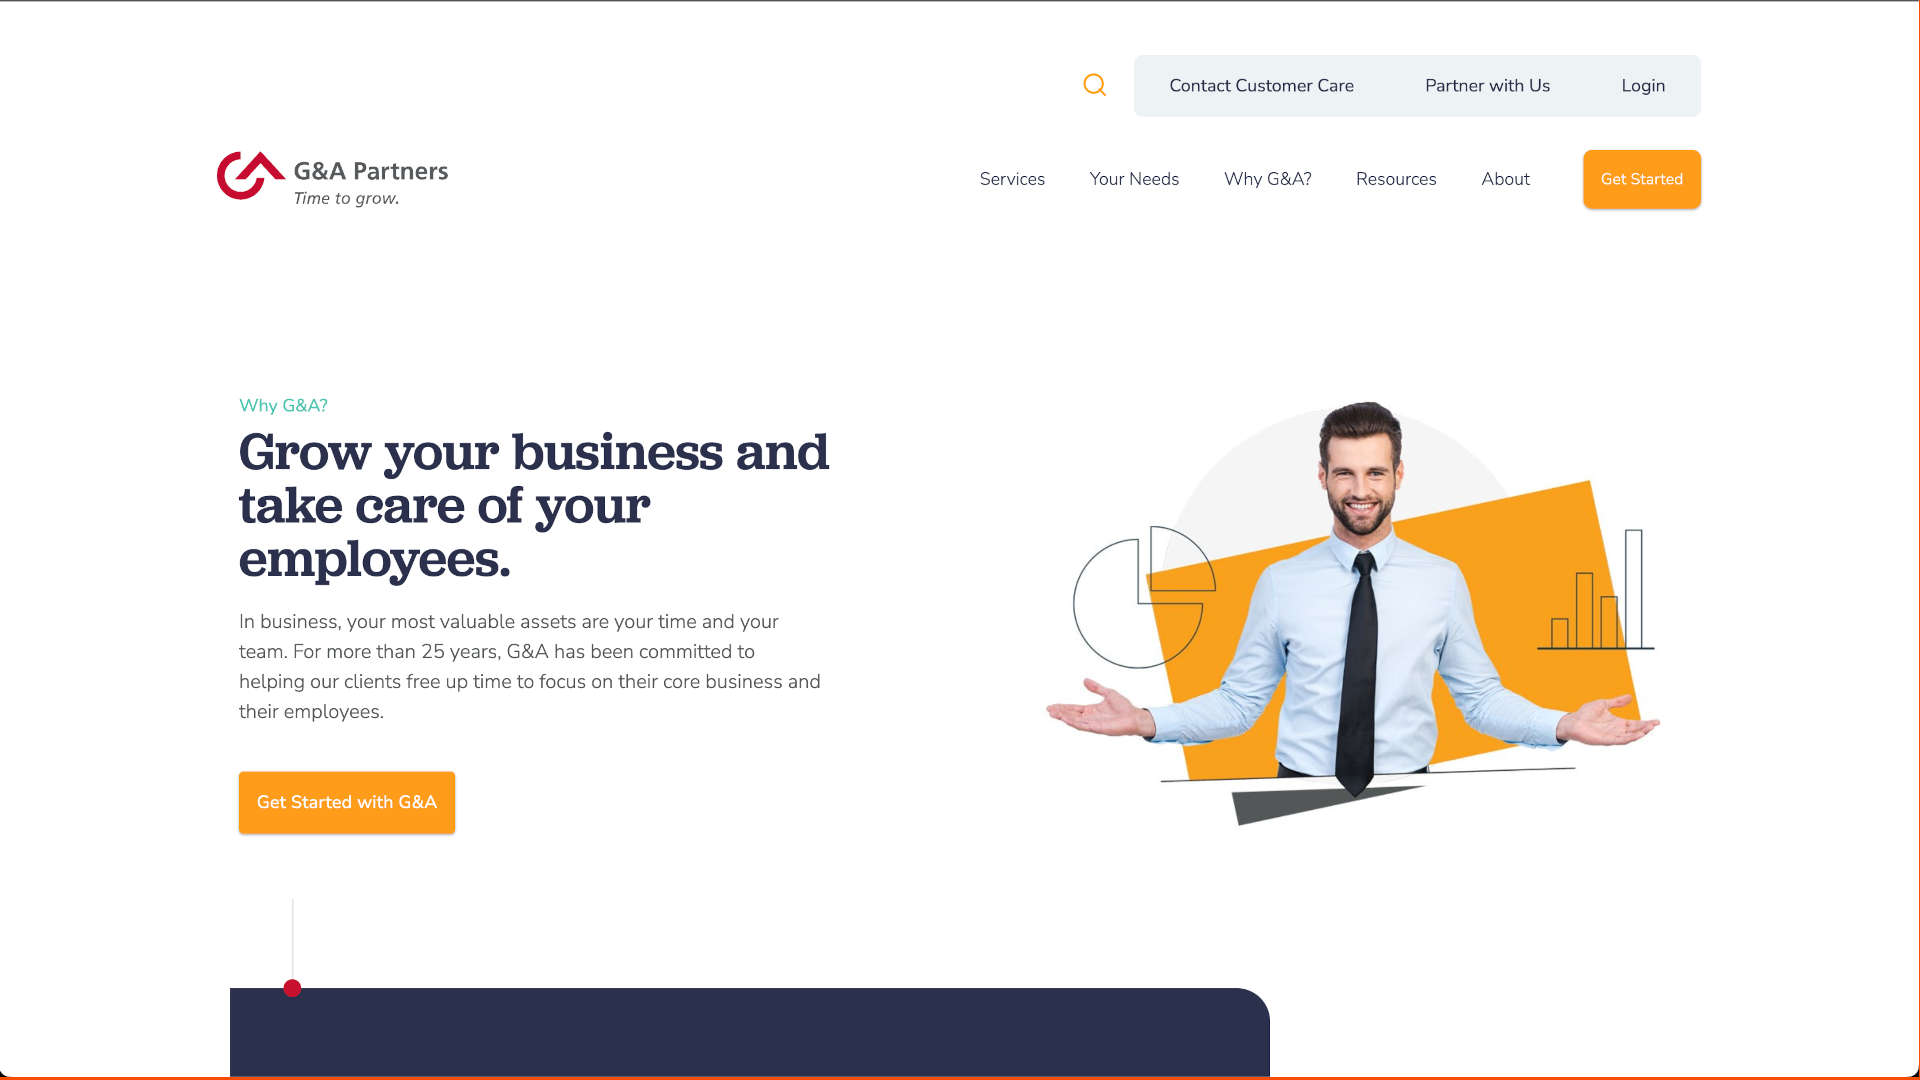 Contact Customer Care
Partner with Us
Login
G&A Partners
Time to grow.
Services
Your Needs
Why G&A?
Resources
About
Get Started
Why G&A?
Grow your business and
take care of your
employees.
In business, your most valuable assets are your time and your
team. For more than 25 years, G&A has been committed to
helping our clients free up time to focus on their core business and
their employees.
Get Started with G&A